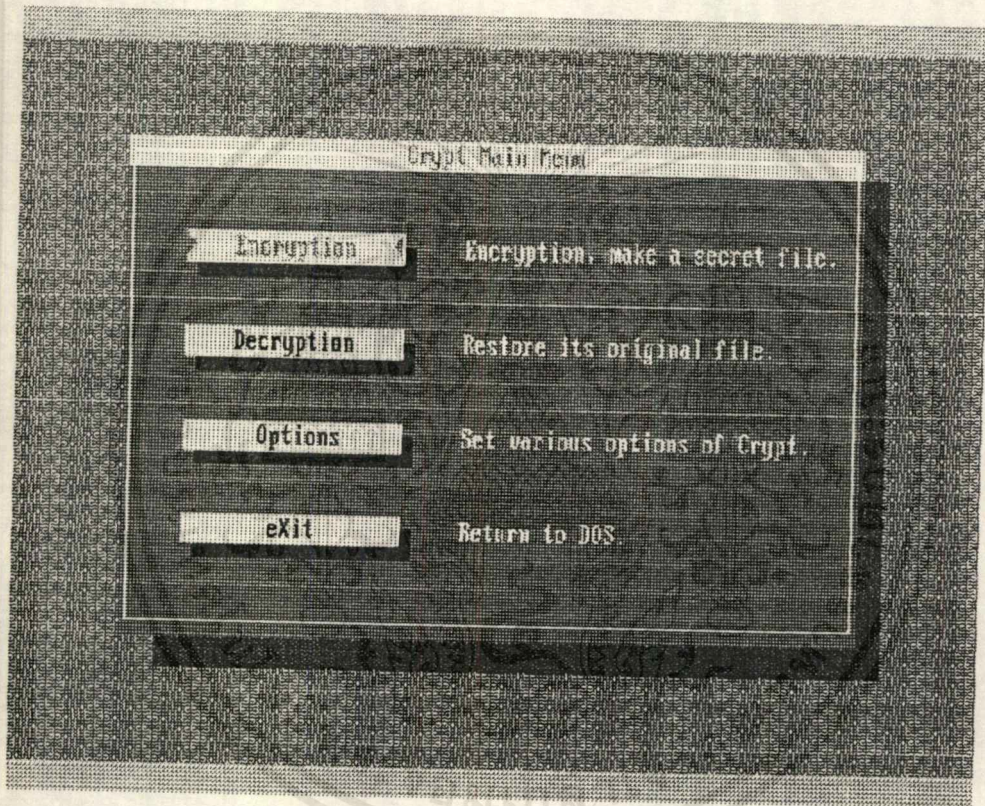 Crypt Main Menu
Encryption Encryption, make a secret file.
Decryption Restore its original file.
Options Set various options of Crypt.
eXit Return to DOS.